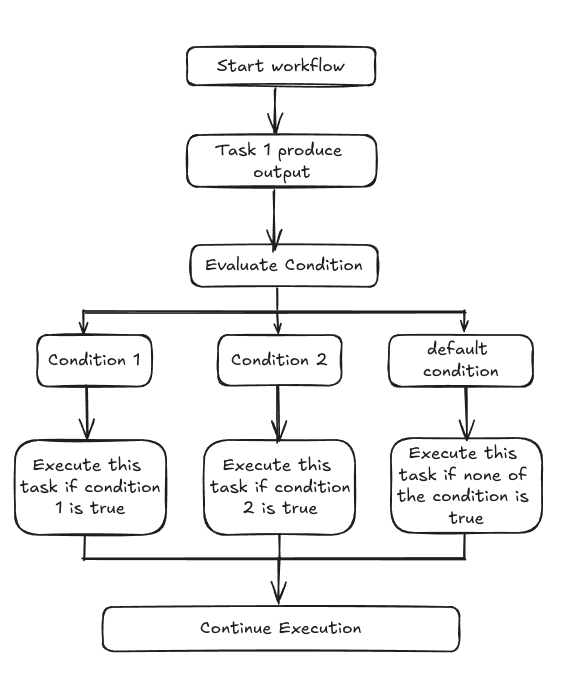 Start workflow
Task 1 produce
output
Evaluate Condition
Condition 1
Condition 2
default
condition
Execute this
task if condition
1 is true
Execute this
task if condition
2 is true
Execute this
task if none of
the condition is
true
Continue Execution